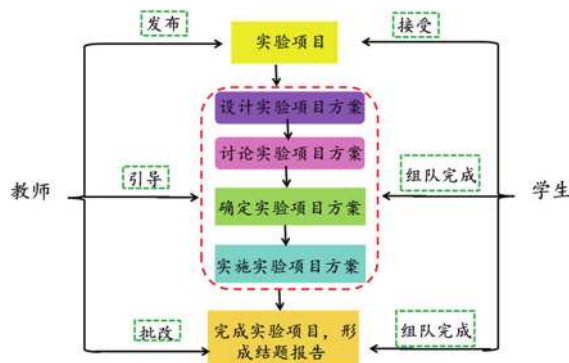 发布
实验项目
接受
设计实验项目方案
讨论实验项目方案
教师
引导
确定实验项目方案
组队完成
学生
实施实验项目方案
批改
完成实验项目，形
成结题报告
组队完成